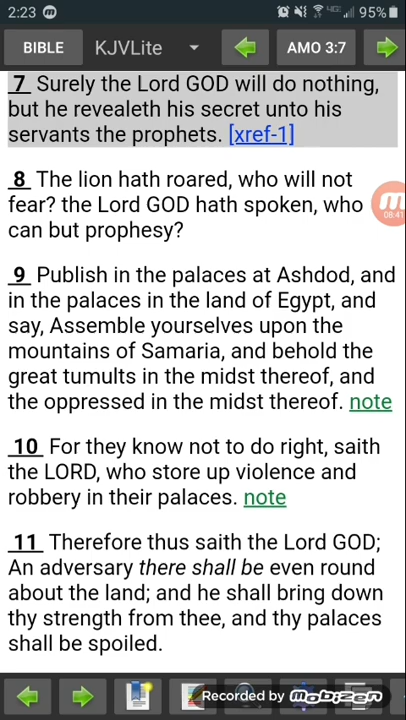 2:23 95%
BIBLE KJVLite AMO 3:7
7 Surely the Lord GOD will do nothing,
but he revealeth his secret unto his
servants the prophets. [xref-1]
8 The lion hath roared, who will not
fear? the Lord GOD hath spoken, who
can but prophesy?
08:41
9 Publish in the palaces at Ashdod, and
in the palaces in the land of Egypt, and
say, Assemble yourselves upon the
mountains of Samaria, and behold the
great tumults in the midst thereof, and
the oppressed in the midst thereof. note
10 For they know not to do right, saith
the LORD, who store up violence and
robbery in their palaces. note
11 Therefore thus saith the Lord GOD;
An adversary there shall be even round
about the land; and he shall bring down
thy strength from thee, and thy palaces
shall be spoiled.
Recorded by mobizen